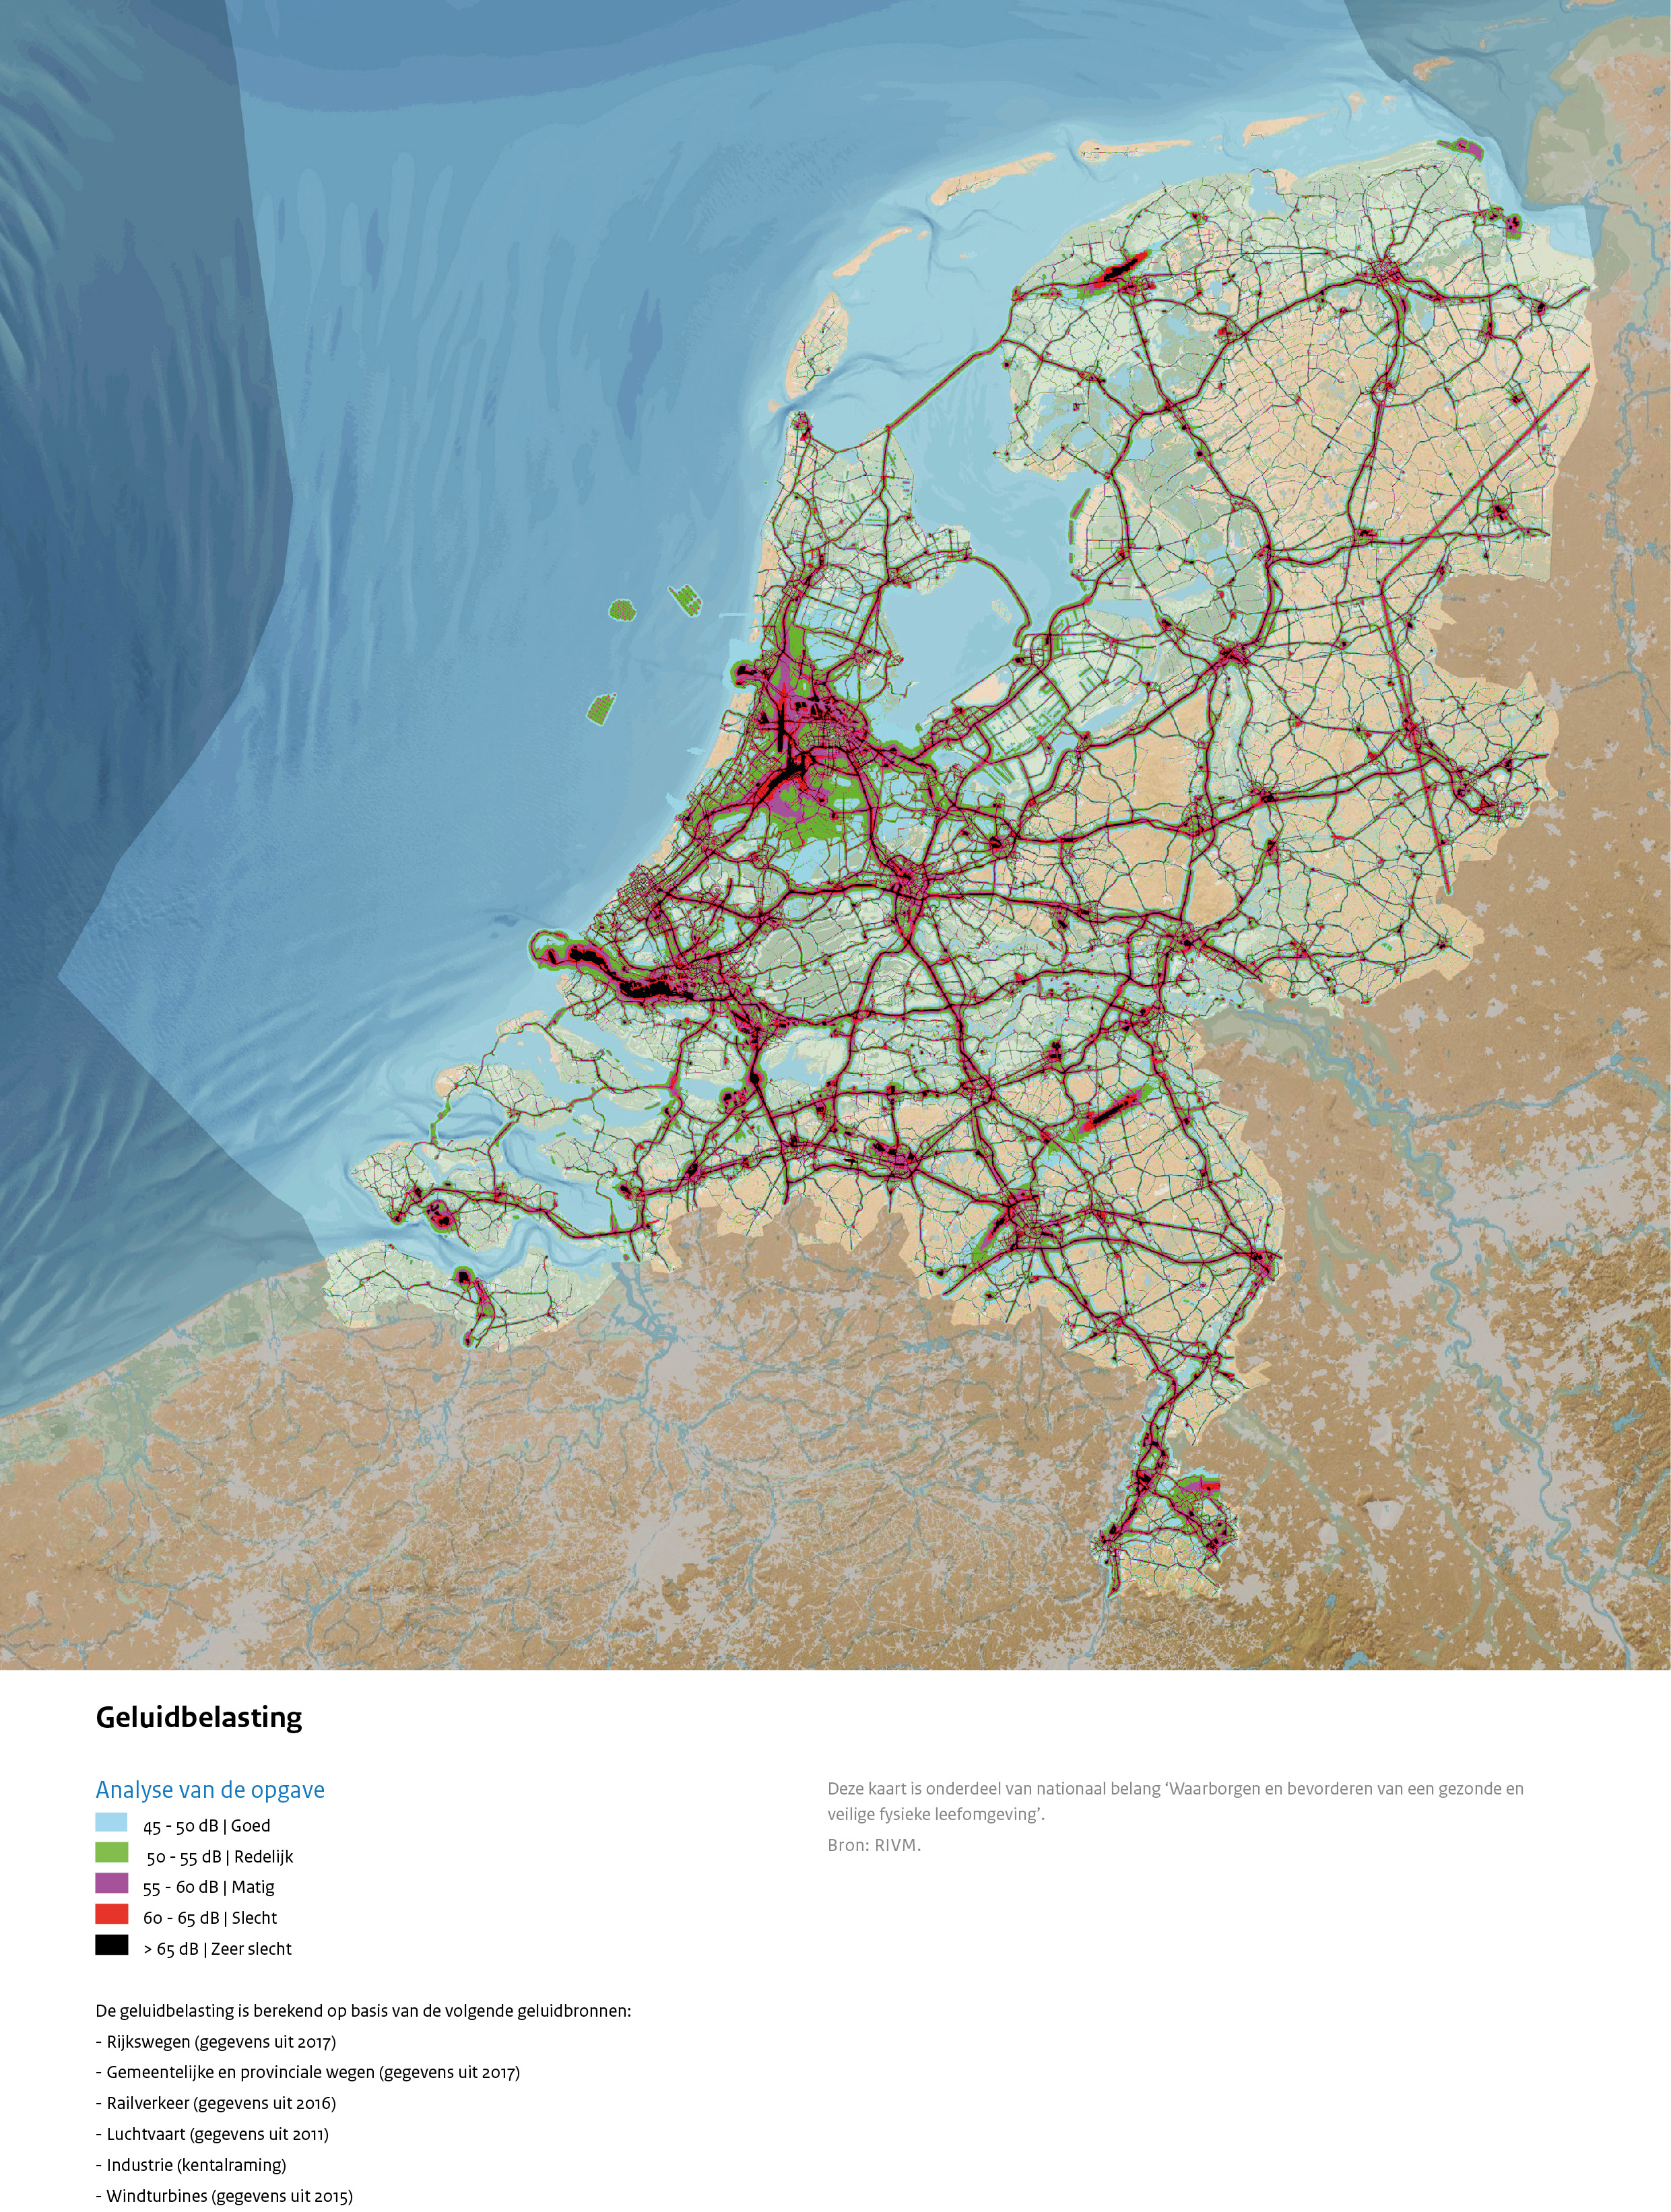 Geluidbelasting
Analyse van de opgave
45 - 50 dB | Goed
50 - 55 dB | Redelijk
55 - 60 dB | Matig
60 - 65 dB | Slecht
> 65 dB | Zeer slecht
De geluidbelasting is berekend op basis van de volgende geluidbronnen:
- Rijkswegen (gegevens uit 2017)
- Gemeentelijke en provinciale wegen (gegevens uit 2017)
- Railverkeer (gegevens uit 2016)
- Luchtvaart (gegevens uit 2011)
- Industrie (kentalraming)
- Windturbines (gegevens uit 2015)
Deze kaart is onderdeel van nationaal belang ‘Waarborgen en bevorderen van een gezonde en
veilige fysieke leefomgeving’.
Bron: RIVM.